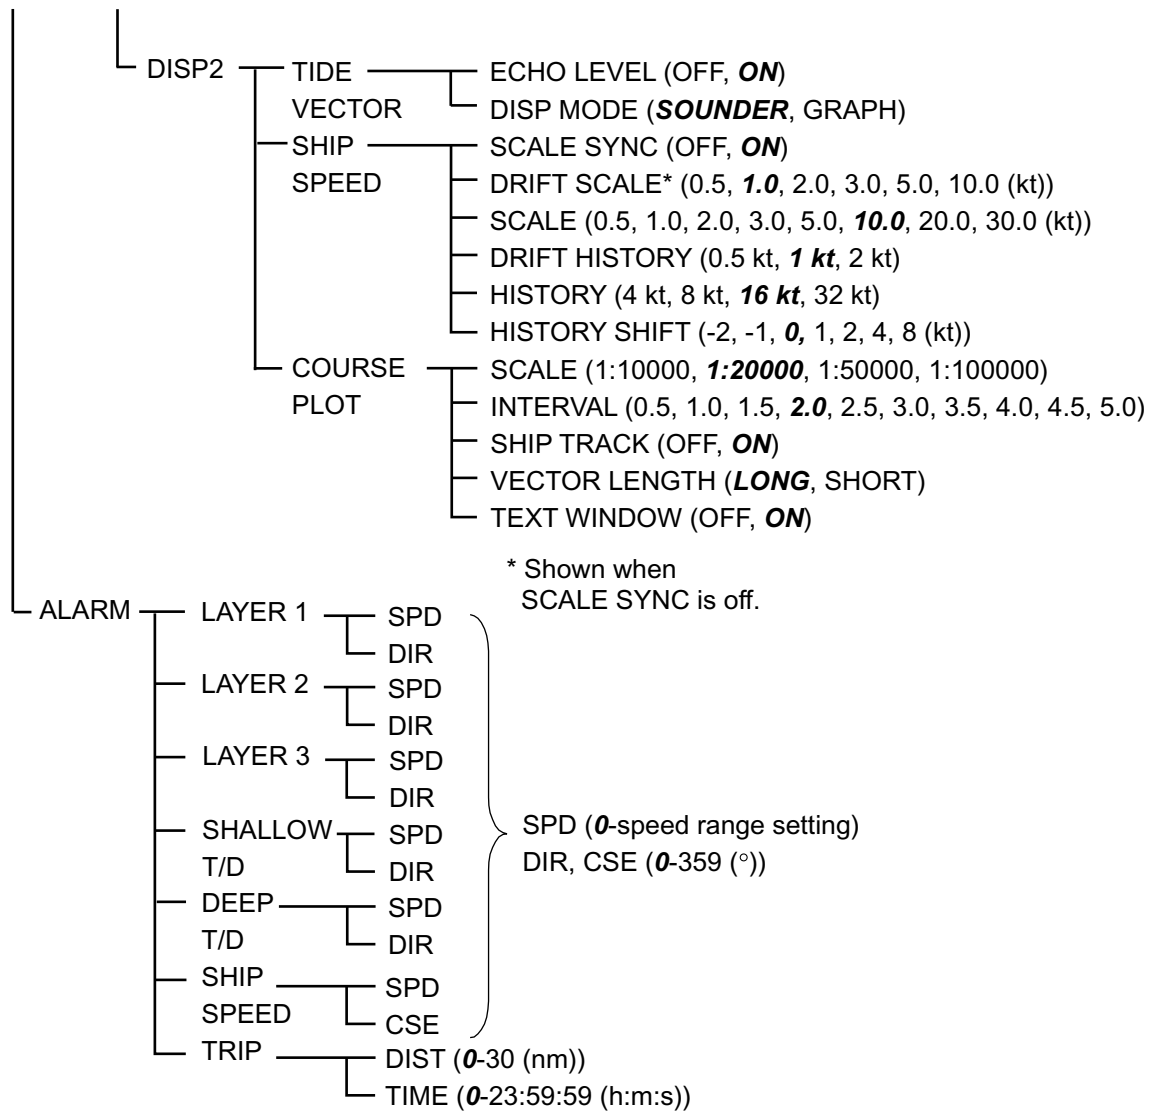 DISP2 TIDE ECHO LEVEL (OFF, ON)
VECTOR DISP MODE (SOUNDER, GRAPH)
SHIP SCALE SYNC (OFF, ON)
SPEED DRIFT SCALE* (0.5, 1.0, 2.0, 3.0, 5.0, 10.0 (kt))
SCALE (0.5, 1.0, 2.0, 3.0, 5.0, 10.0, 20.0, 30.0 (kt))
DRIFT HISTORY (0.5 kt, 1 kt, 2 kt)
HISTORY (4 kt, 8 kt, 16 kt, 32 kt)
HISTORY SHIFT (-2, -1, 0, 1, 2, 4, 8 (kt))
COURSE SCALE (1:10000, 1:20000, 1:50000, 1:100000)
PLOT INTERVAL (0.5, 1.0, 1.5, 2.0, 2.5, 3.0, 3.5, 4.0, 4.5, 5.0)
SHIP TRACK (OFF, ON)
VECTOR LENGTH (LONG, SHORT)
TEXT WINDOW (OFF, ON)
* Shown when
SCALE SYNC is off.
ALARM LAYER 1 SPD
DIR
LAYER 2 SPD
DIR
LAYER 3 SPD
DIR
SHALLOW SPD
T/D DIR
SPD (0-speed range setting)
DIR, CSE (0-359 (°))
DEEP SPD
T/D DIR
SHIP SPD
SPEED CSE
TRIP DIST (0-30 (nm))
TIME (0-23:59:59 (h:m:s))